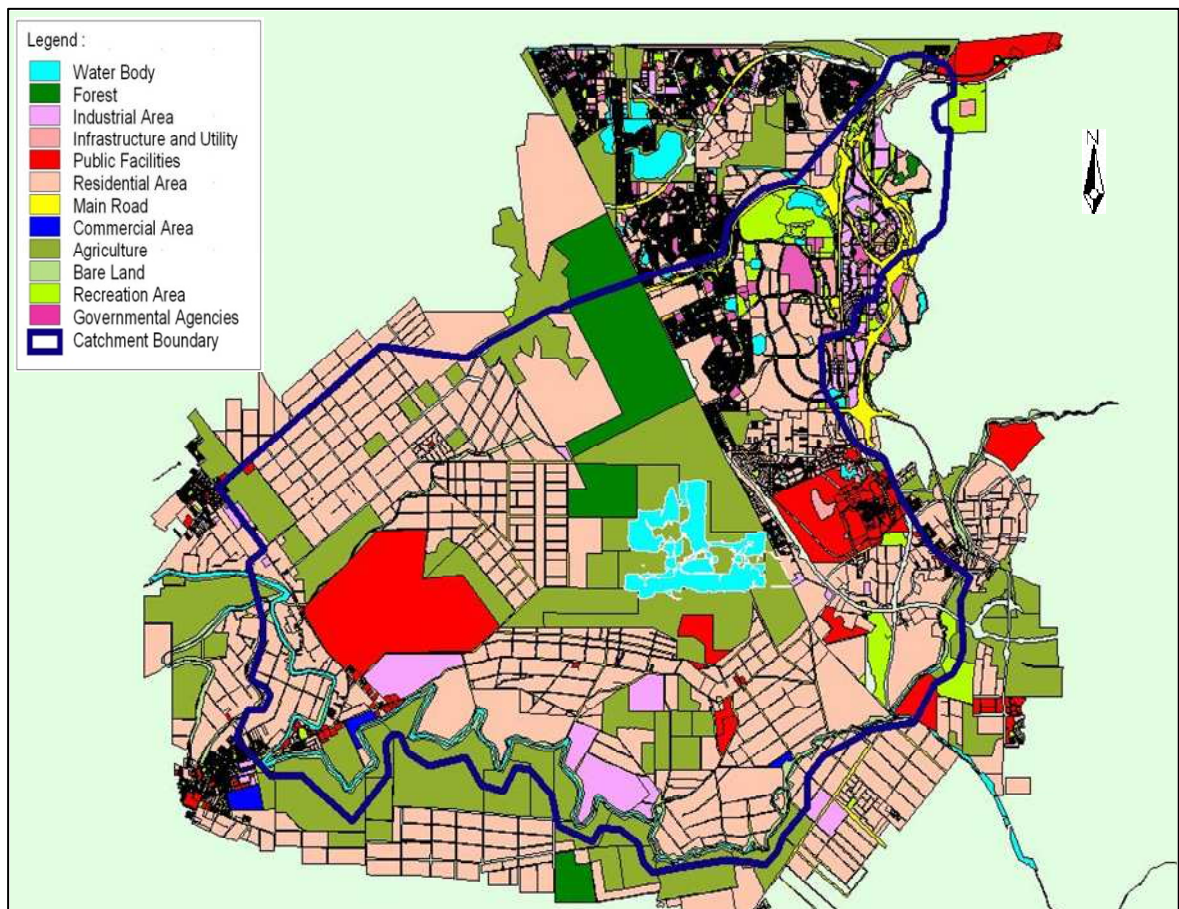 Legend :
Water Body
Forest
Industrial Area
Infrastructure and Utility
Public Facilities
Residential Area
Main Road
Commercial Area
Agriculture
Bare Land
Recreation Area
Governmental Agencies
Catchment Boundary
N